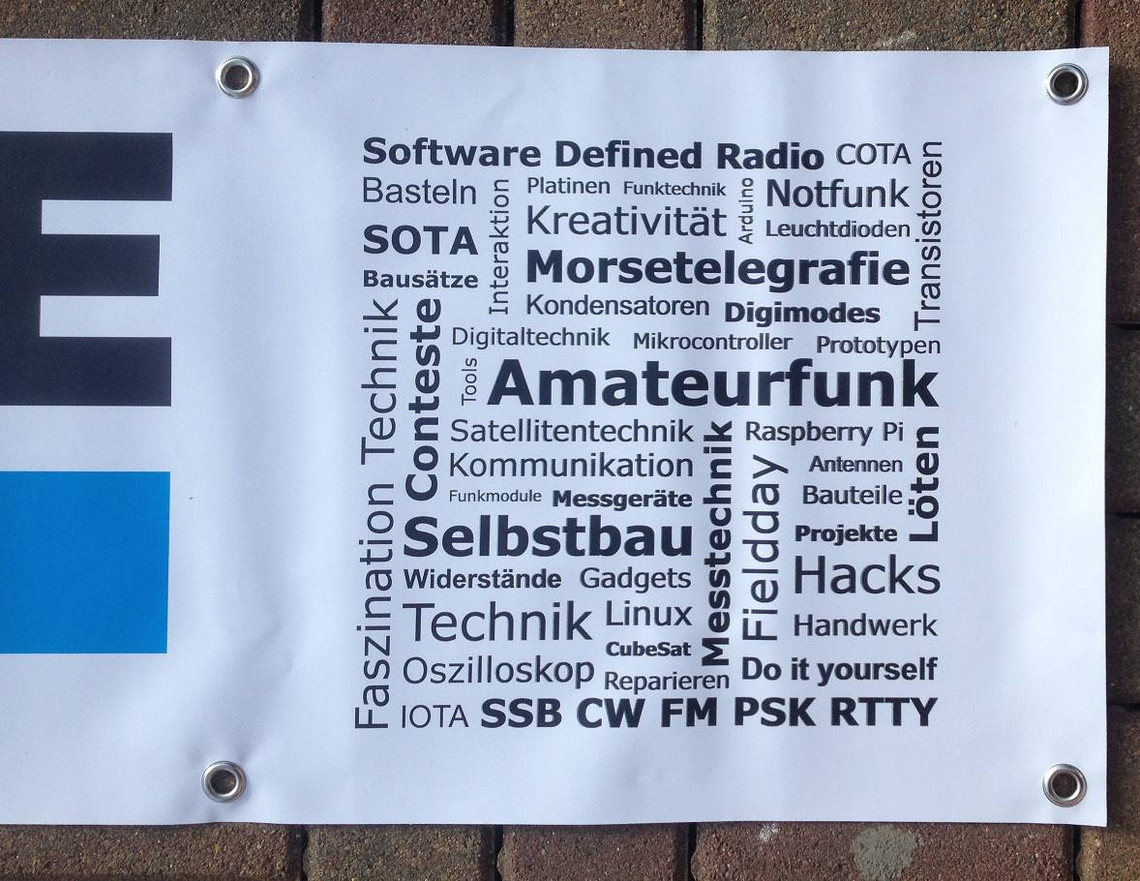 E
Software Defined Radio COTA
Basteln
Interaktion
Platinen Funktechnik
Arduino
Notfunk
Transistoren
Kreativität
Leuchtdioden
SOTA
Morsetelegrafie
Bausätze
Kondensatoren Digimodes
Faszination Technik
Conteste
Digitaltechnik Mikrocontroller Prototypen
Tools
Amateurfunk
Satellitentechnik
Messtechnik
Raspberry Pi
Löten
Kommunikation
Fieldday
Antennen
Funkmodule Messgeräte
Bauteile
Selbstbau
Projekte
Widerstände Gadgets
Hacks
Technik
Linux
Handwerk
CubeSat
Oszilloskop
Reparieren
Do it yourself
IOTA SSB CW FM PSK RTTY